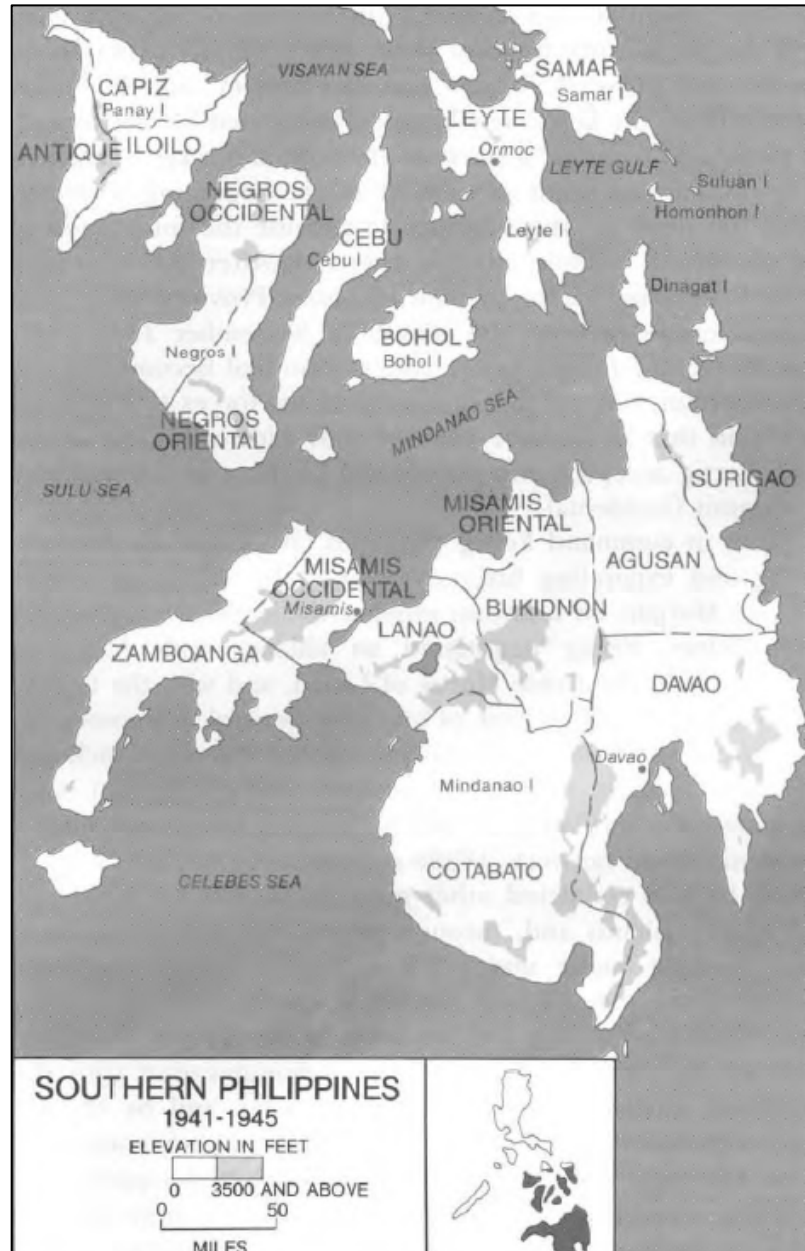 VISAYAN SEA
SAMAR
Samar I
CAPIZ
Panay I
LEYTE
Ormoc
ANTIQUE
ILOILO
LEYTE GULF
Suluan I
Homonhon I
NEGROS
OCCIDENTAL
CEBU
Cebu I
Leyte I
Dinagat I
BOHOL
Bohol I
Negros I
NEGROS
ORIENTAL
MINDANAO SEA
SULU SEA
SURIGAO
MISAMIS
ORIENTAL
AGUSAN
MISAMIS
OCCIDENTAL
Misamis
BUKIDNON
LANAO
ZAMBOANGA
DAVAO
Davao
Mindanao I
COTABATO
CELEBES SEA
SOUTHERN PHILIPPINES
1941-1945
ELEVATION IN FEET
0 3500 AND ABOVE
0 50
MILES